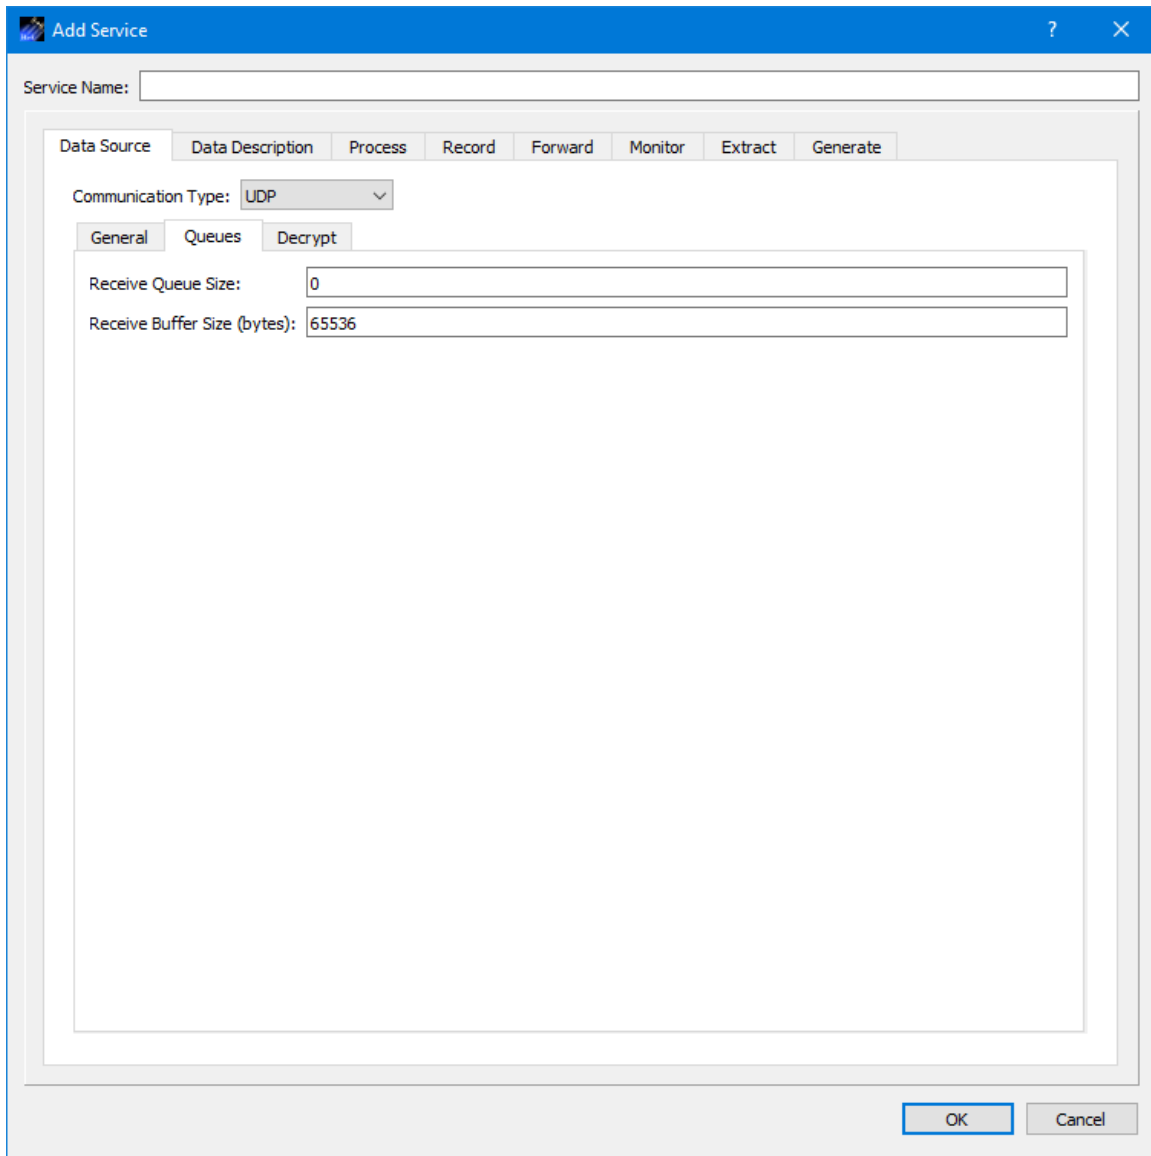 Add Service ?
Service Name:
Data Source Data Description Process Record Forward Monitor Extract Generate
Communication Type: UDP
General Queues Decrypt
Receive Queue Size: 0
Receive Buffer Size (bytes): 65536
OK Cancel